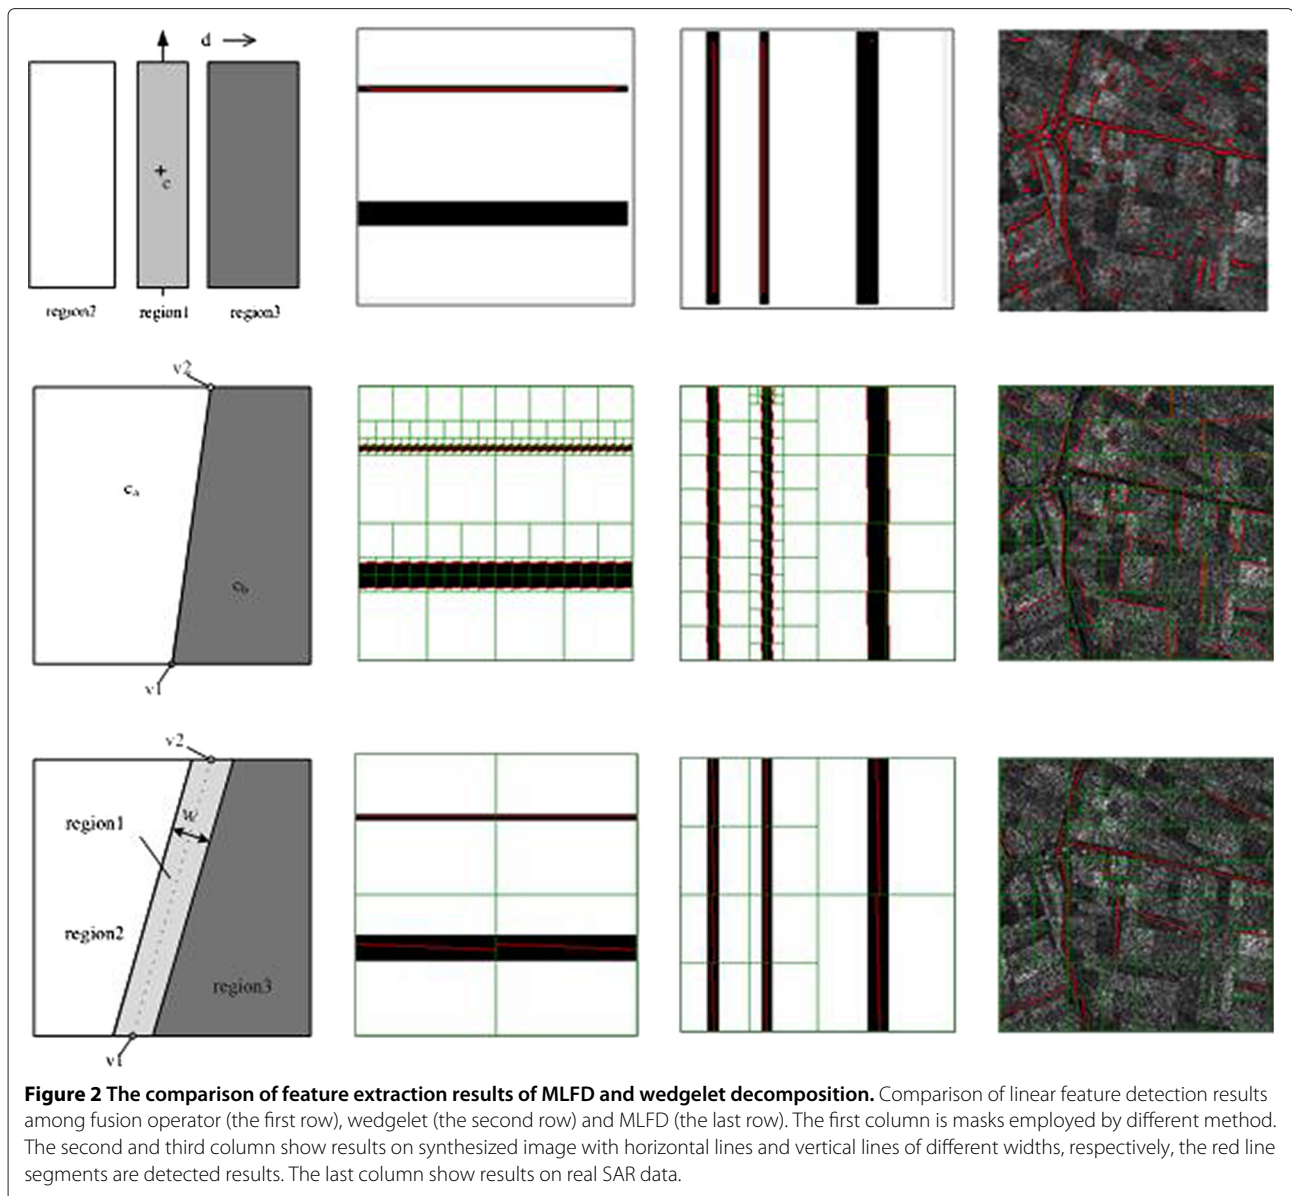 d
c
region2 region1 region3
v2
cₐ
c_b
v1
v2
region1
w
region2
region3
v1
Figure 2 The comparison of feature extraction results of MLFD and wedgelet decomposition. Comparison of linear feature detection results
among fusion operator (the first row), wedgelet (the second row) and MLFD (the last row). The first column is masks employed by different method.
The second and third column show results on synthesized image with horizontal lines and vertical lines of different widths, respectively, the red line
segments are detected results. The last column show results on real SAR data.